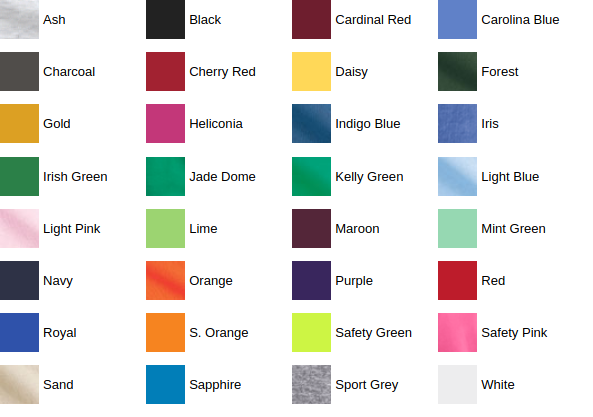 Ash
Black
Cardinal Red
Carolina Blue
Charcoal
Cherry Red
Daisy
Forest
Gold
Heliconia
Indigo Blue
Iris
Irish Green
Jade Dome
Kelly Green
Light Blue
Light Pink
Lime
Maroon
Mint Green
Navy
Orange
Purple
Red
Royal
S. Orange
Safety Green
Safety Pink
Sand
Sapphire
Sport Grey
White